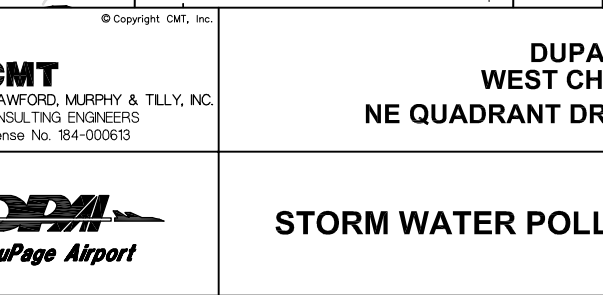 © Copyright CMT, Inc.
CMT
AWFORD, MURPHY & TILLY, INC.
NSULTING ENGINEERS
ense No. 184-000613
DUPA
WEST CH
NE QUADRANT DR
DPA
uPage Airport
STORM WATER POLL